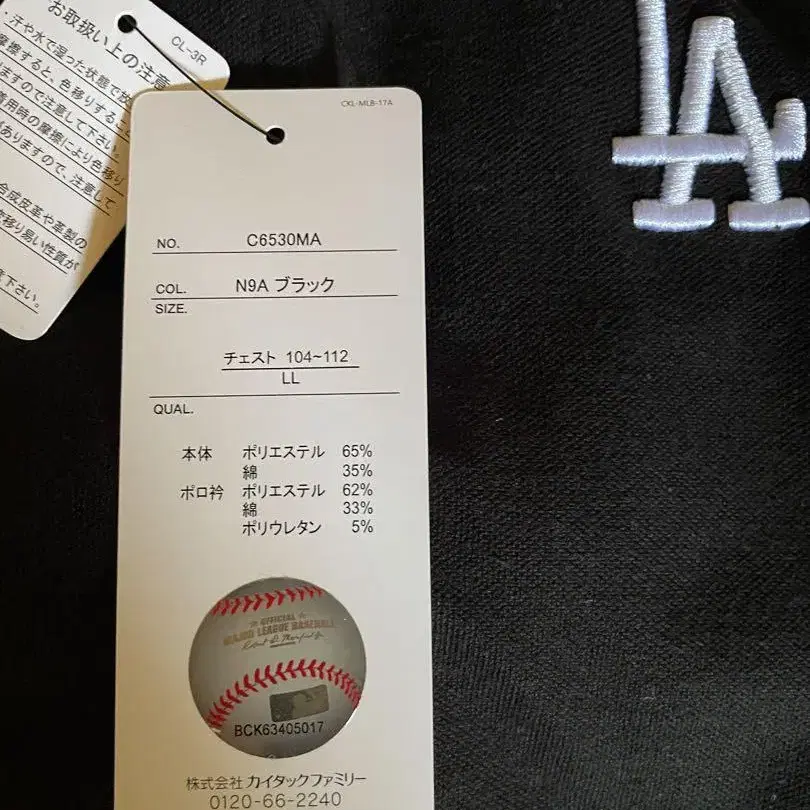 お取扱い上の注意
CL-3R
・汗や水で湿った状態で
摩擦すると、色移りするこ
ますので注意して下さい。
着用時の摩擦により色移り
がありますので、注意して
合成皮革や革製の
移り易い性質が
下さい。
CKL-MLB-17A
NO. C6530MA
COL. N9A ブラック
SIZE.
チェスト 104~112
LL
QUAL.
本体 ポリエステル 65%
綿 35%
ポロ衿 ポリエステル 62%
綿 33%
ポリウレタン 5%
OFFICIAL
MAJOR LEAGUE BASEBALL
BCK63405017
株式会社 カイタックファミリー
0120-66-2240
LA